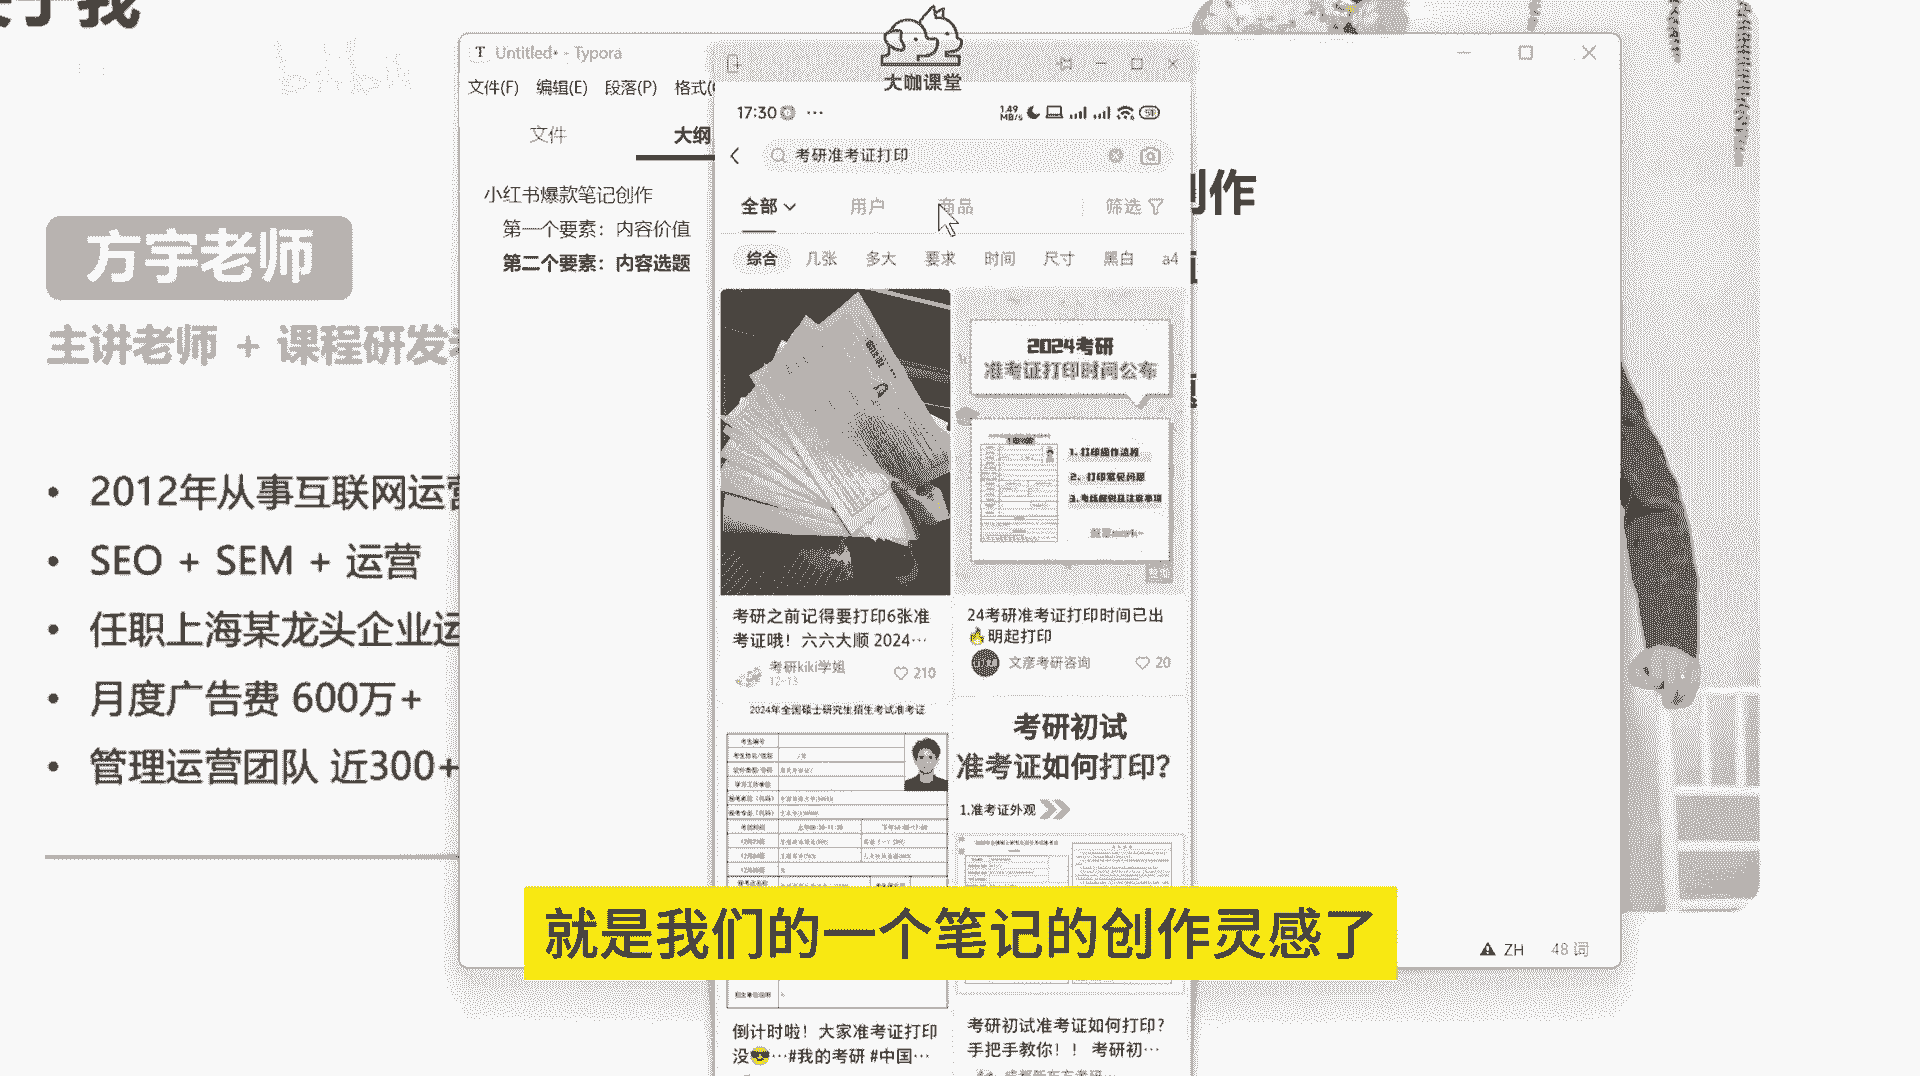 关于我
方宇老师
主讲老师 + 课程研发
2012年从事互联网运营
SEO + SEM + 运营
任职上海某龙头企业运
月度广告费 600万+
管理运营团队 近300+
Untitled• - Typora
文件(F) 编辑(E) 段落(P) 格式(
文件
大纲
小红书爆款笔记创作
第一个要素：内容价值
第二个要素：内容选题
创作
大咖课堂
17:30
1.49 MB/s
考研准考证打印
全部 用户 商品 筛选
综合 几张 多大 要求 时间 尺寸 黑白 a4
2024考研
准考证打印时间公布
1、打印操作流程
2、打印常见问题
3、考场规则及注意事项
考研之前记得要打印6张准
考证哦！六六大顺 2024…
考研kiki学姐
12-13
210
24考研准考证打印时间已出
🔥明起打印
文彦考研咨询
20
2024年全国硕士研究生招生考试准考证
考生编号
考研初试
准考证如何打印?
1.准考证外观
就是我们的一个笔记的创作灵感了
倒计时啦！大家准考证打印
没😎…#我的考研 #中国…
考研初试准考证如何打印?
手把手教你！！ 考研初…
ZH 48 词